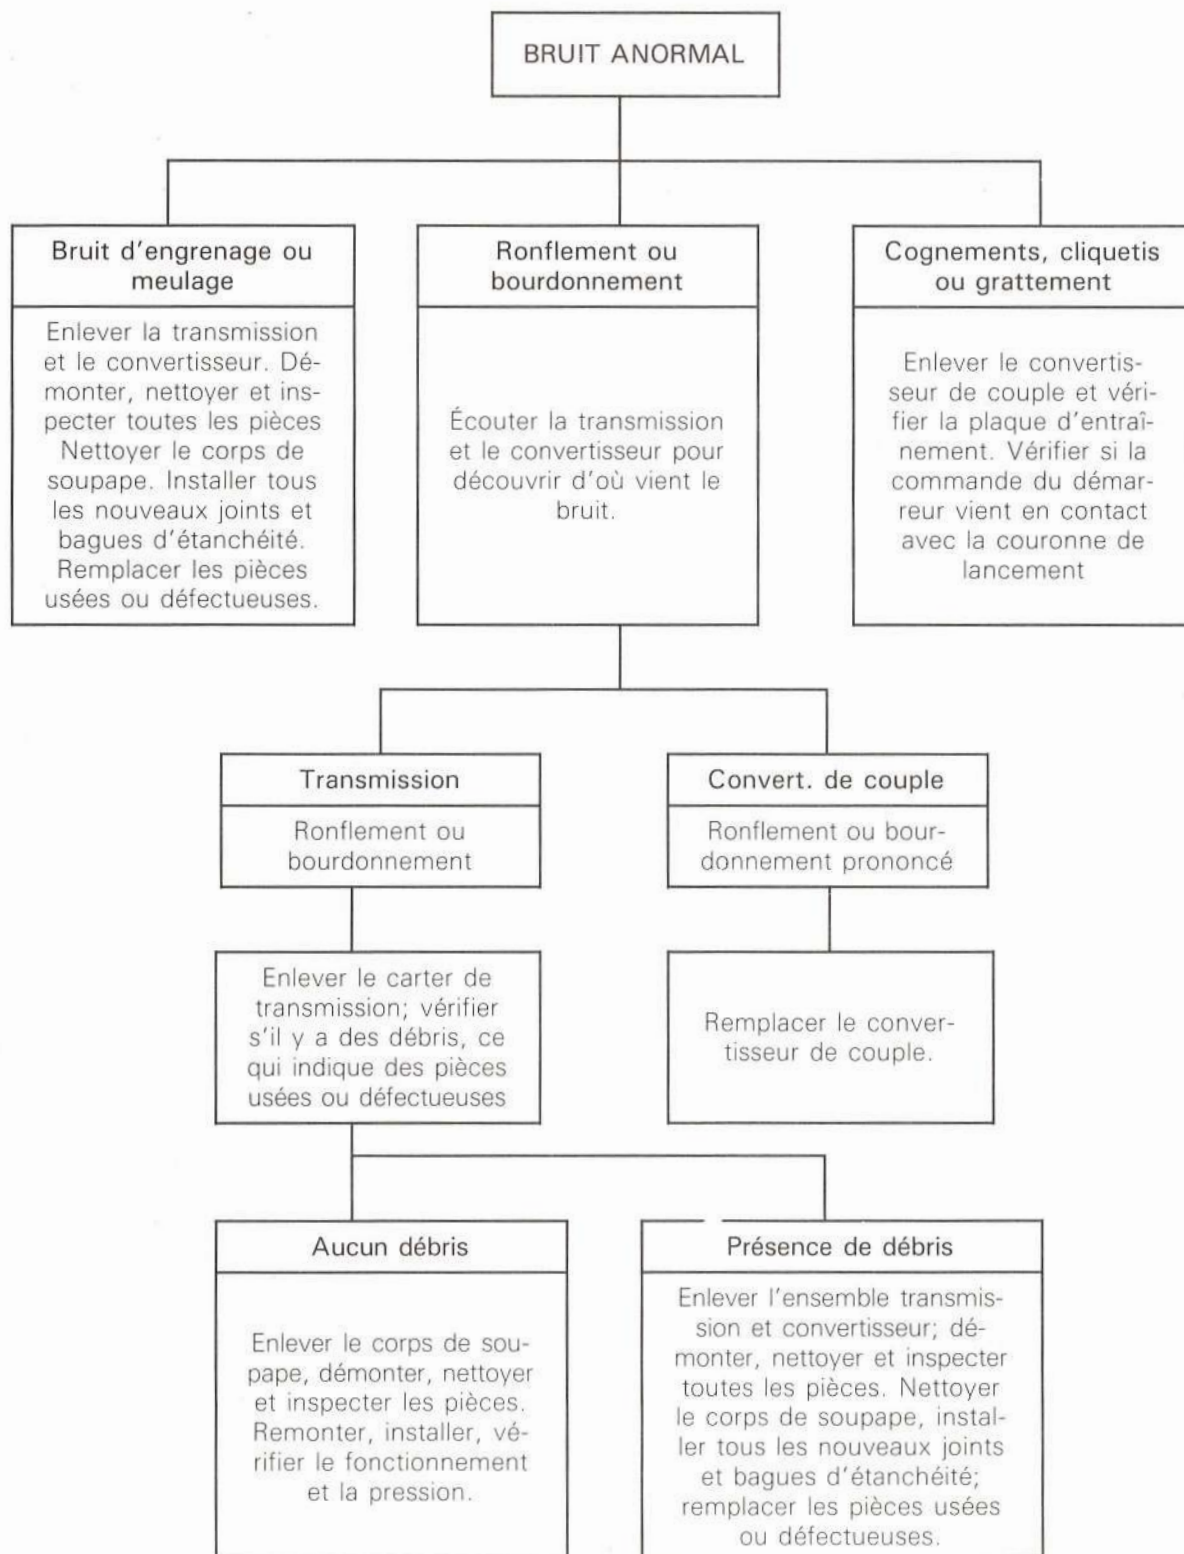 BRUIT ANORMAL
Bruit d'engrenage ou
meulage
Enlever la transmission
et le convertisseur. Dé-
monter, nettoyer et ins-
pecter toutes les pièces
Nettoyer le corps de
soupape. Installer tous
les nouveaux joints et
bagues d'étanchéité.
Remplacer les pièces
usées ou défectueuses.
Ronflement ou
bourdonnement
Écouter la transmission
et le convertisseur pour
découvrir d'où vient le
bruit.
Cognements, cliquetis
ou grattement
Enlever le convertis-
seur de couple et véri-
fier la plaque d'entraî-
nement. Vérifier si la
commande du démar-
reur vient en contact
avec la couronne de
lancement
Transmission
Ronflement ou
bourdonnement
Convert. de couple
Ronflement ou bour-
donnement prononcé
Enlever le carter de
transmission; vérifier
s'il y a des débris, ce
qui indique des pièces
usées ou défectueuses
Remplacer le conver-
tisseur de couple.
Aucun débris
Enlever le corps de sou-
pape, démonter, nettoyer
et inspecter les pièces.
Remonter, installer, vé-
rifier le fonctionnement
et la pression.
Présence de débris
Enlever l'ensemble transmis-
sion et convertisseur; dé-
monter, nettoyer et inspecter
toutes les pièces. Nettoyer
le corps de soupape, instal-
ler tous les nouveaux joints
et bagues d'étanchéité;
remplacer les pièces usées
ou défectueuses.